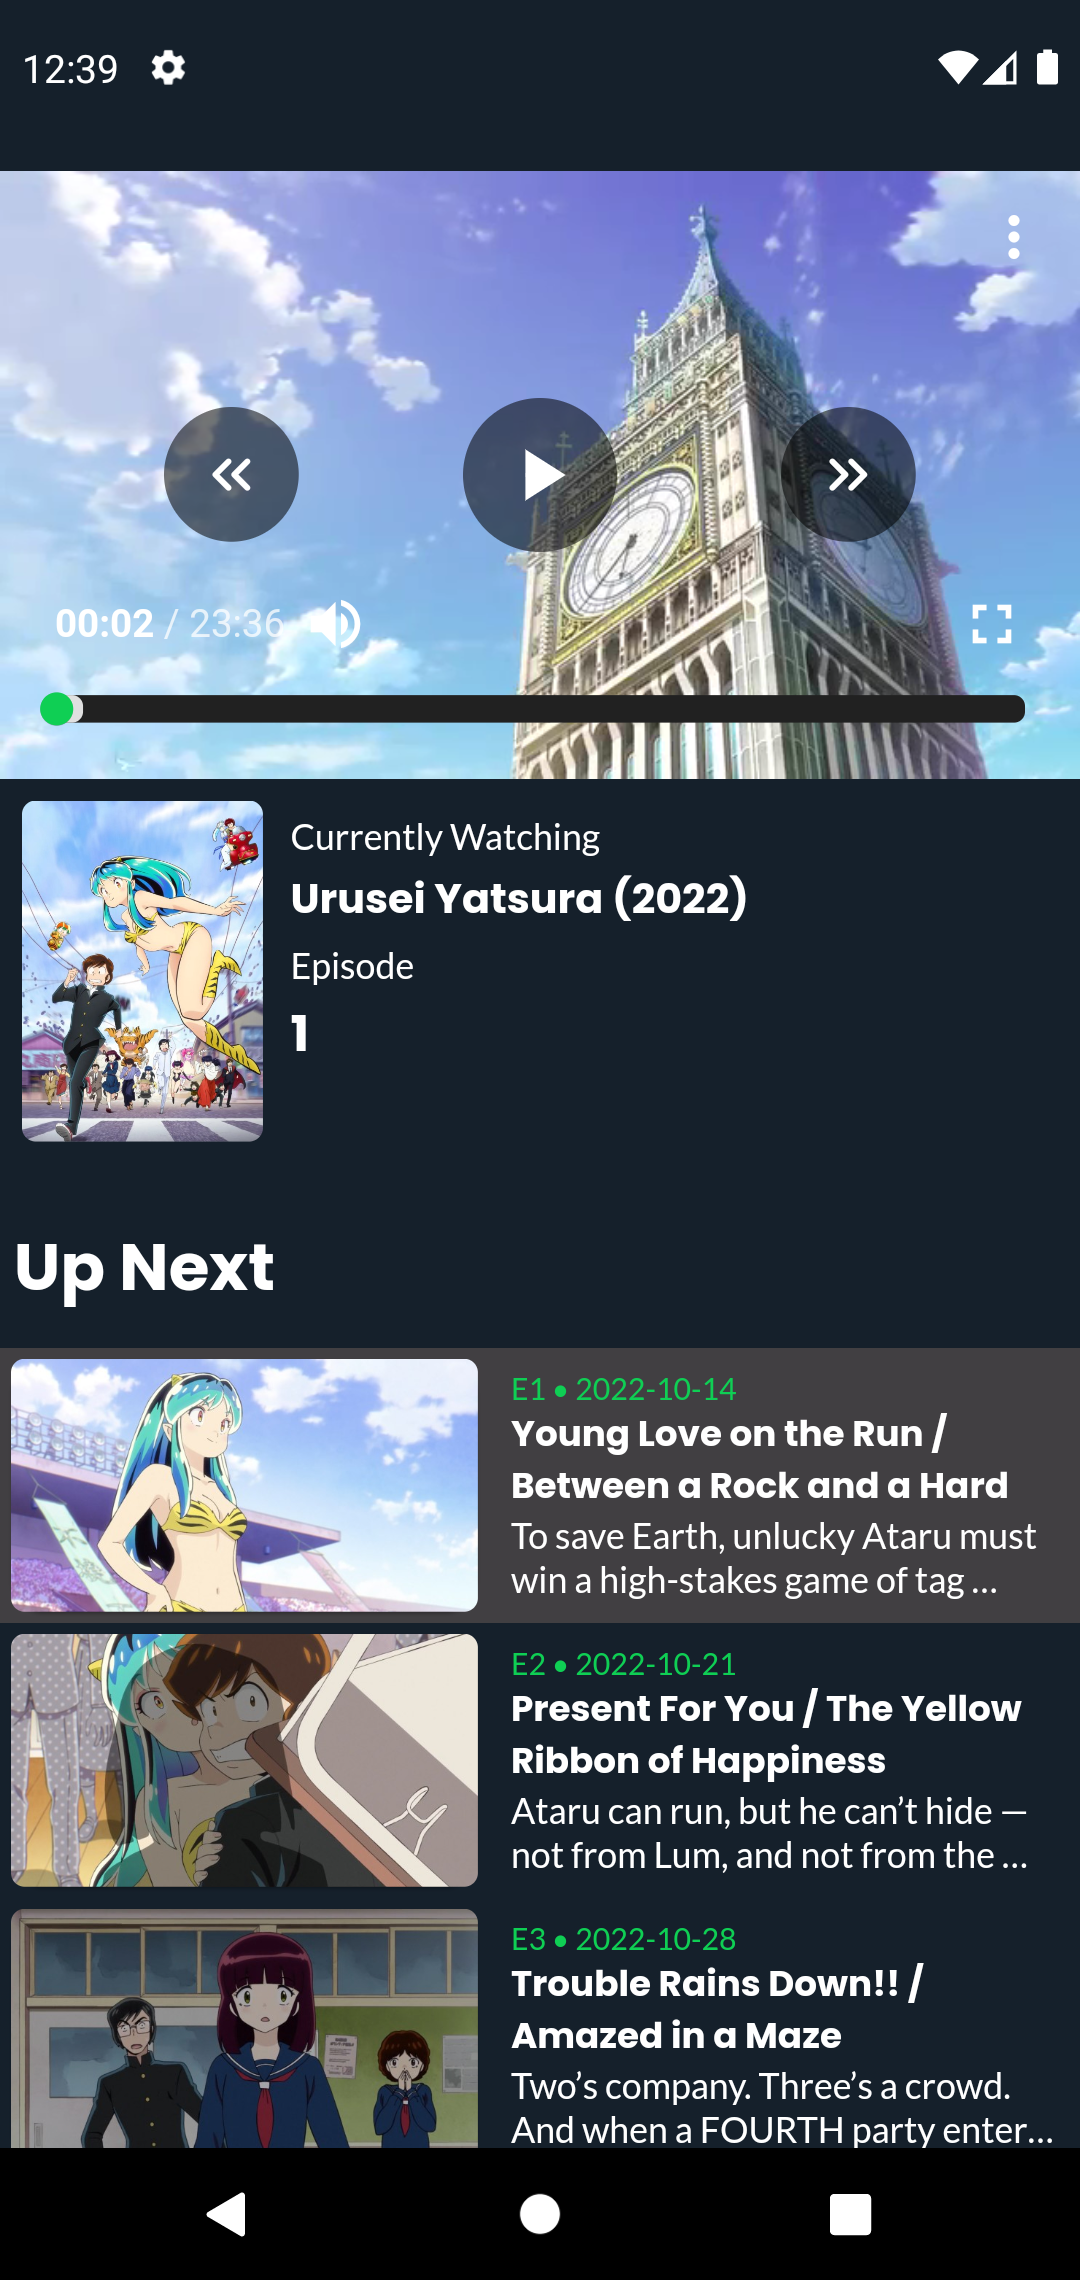 12:39
00:02 / 23:36
Currently Watching
Urusei Yatsura (2022)
Episode
1
Up Next
E1 • 2022-10-14
Young Love on the Run /
Between a Rock and a Hard
To save Earth, unlucky Ataru must
win a high-stakes game of tag ...
E2 • 2022-10-21
Present For You / The Yellow
Ribbon of Happiness
Ataru can run, but he can’t hide —
not from Lum, and not from the ...
E3 • 2022-10-28
Trouble Rains Down!! /
Amazed in a Maze
Two’s company. Three’s a crowd.
And when a FOURTH party enter...